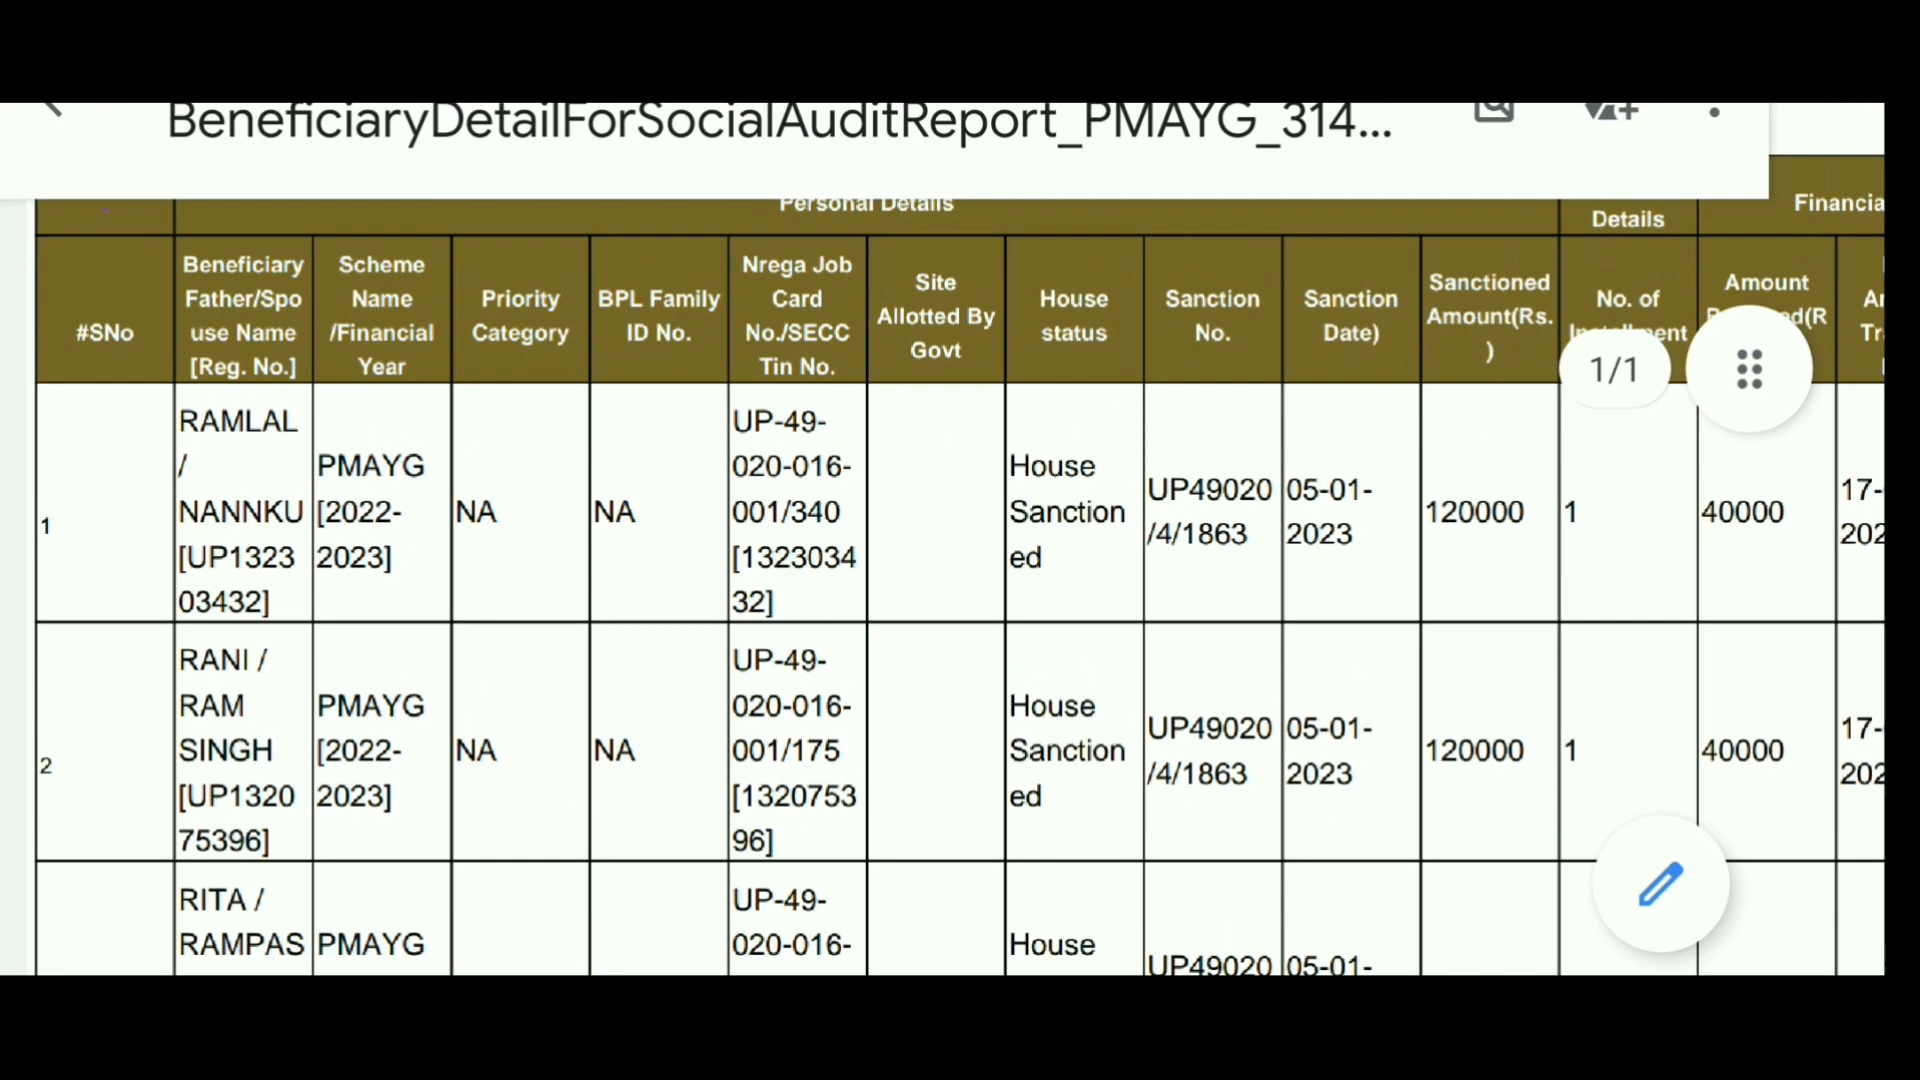 BeneficiaryDetailForSocialAuditReport_PMAYG_314...
Personal Details
Details
Financia
#SNo
Beneficiary
Father/Spo
use Name
[Reg. No.]
Scheme
Name
/Financial
Year
Priority
Category
BPL Family
ID No.
Nrega Job
Card
No./SECC
Tin No.
Site
Allotted By
Govt
House
status
Sanction
No.
Sanction
Date)
Sanctioned
Amount(Rs.
)
No. of
Amount
1/1
1
RAMLAL
/
NANNKU
[UP1323
03432]
PMAYG
[2022-
2023]
NA
NA
UP-49-
020-016-
001/340
[1323034
32]
House
Sanction
ed
UP49020
/4/1863
05-01-
2023
120000
1
40000
17-
202
2
RANI /
RAM
SINGH
[UP1320
75396]
PMAYG
[2022-
2023]
NA
NA
UP-49-
020-016-
001/175
[1320753
96]
House
Sanction
ed
UP49020
/4/1863
05-01-
2023
120000
1
40000
17-
202
RITA /
RAMPAS
PMAYG
UP-49-
020-016-
House
UP49020
05-01-